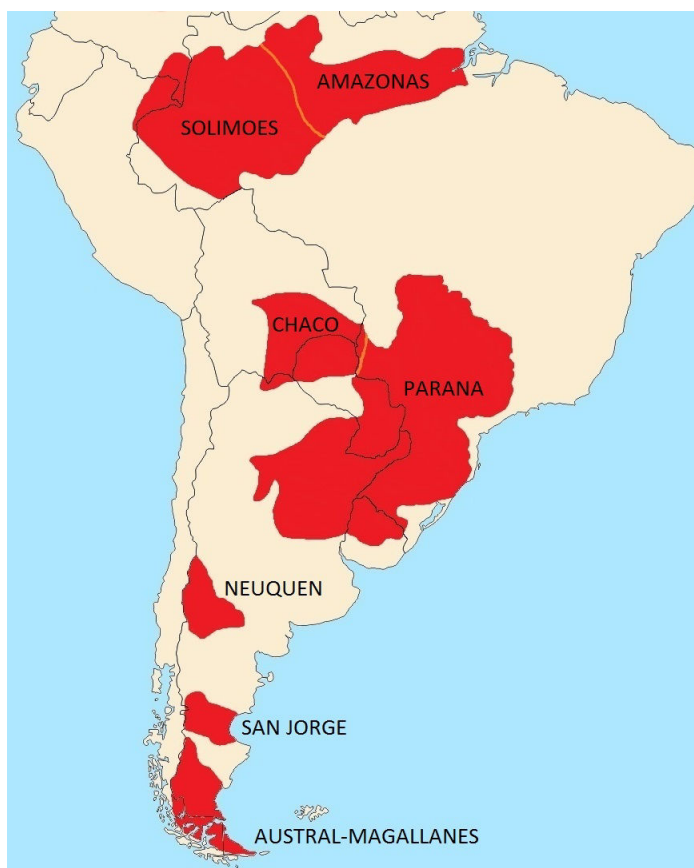 AMAZONAS
SOLIMOES
CHACO
PARANA
NEUQUEN
SAN JORGE
AUSTRAL-MAGALLANES